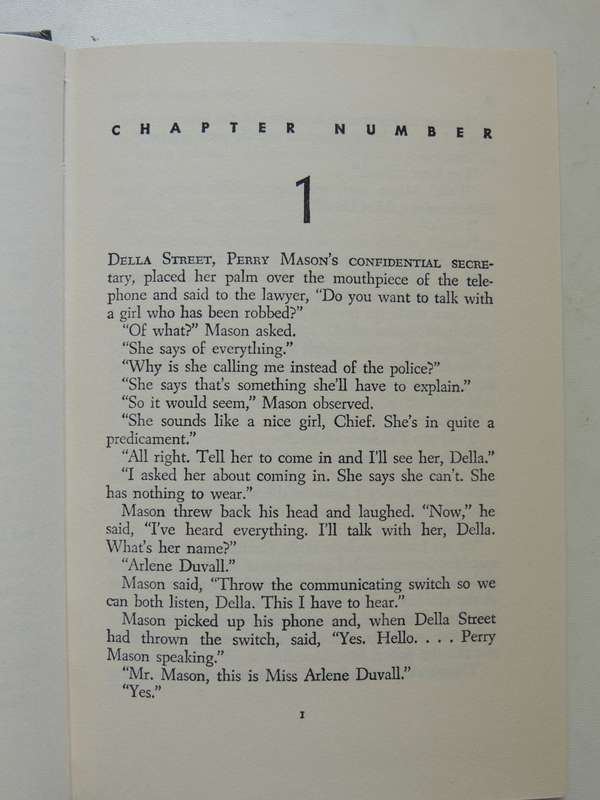 CHAPTER NUMBER
1
DELLA STREET, PERRY MASON'S CONFIDENTIAL SECRE-
tary, placed her palm over the mouthpiece of the tele-
phone and said to the lawyer, “Do you want to talk with
a girl who has been robbed?”
“Of what?” Mason asked.
“She says of everything.”
“Why is she calling me instead of the police?”
“She says that's something she'll have to explain.”
“So it would seem,” Mason observed.
“She sounds like a nice girl, Chief. She's in quite a
predicament.”
“All right. Tell her to come in and I'll see her, Della.”
“I asked her about coming in. She says she can't. She
has nothing to wear.”
Mason threw back his head and laughed. “Now,” he
said, “I've heard everything. I'll talk with her, Della.
What's her name?”
“Arlene Duvall.”
Mason said, “Throw the communicating switch so we
can both listen, Della. This I have to hear.”
Mason picked up his phone and, when Della Street
had thrown the switch, said, “Yes. Hello. . . . Perry
Mason speaking.”
“Mr. Mason, this is Miss Arlene Duvall.”
“Yes.”
1